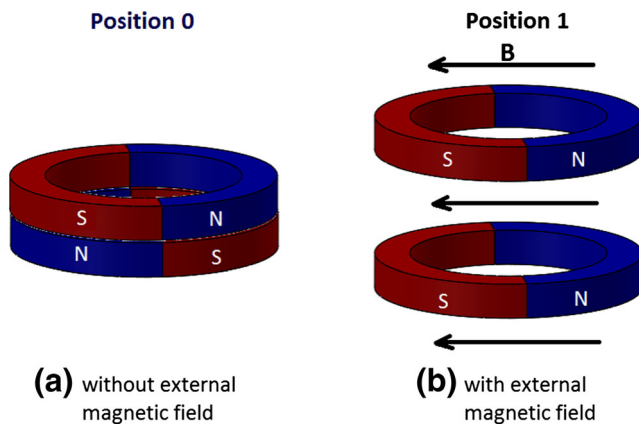 Position 0
S N
N S
(a) without external
magnetic field
Position 1
B
S N
S N
(b) with external
magnetic field